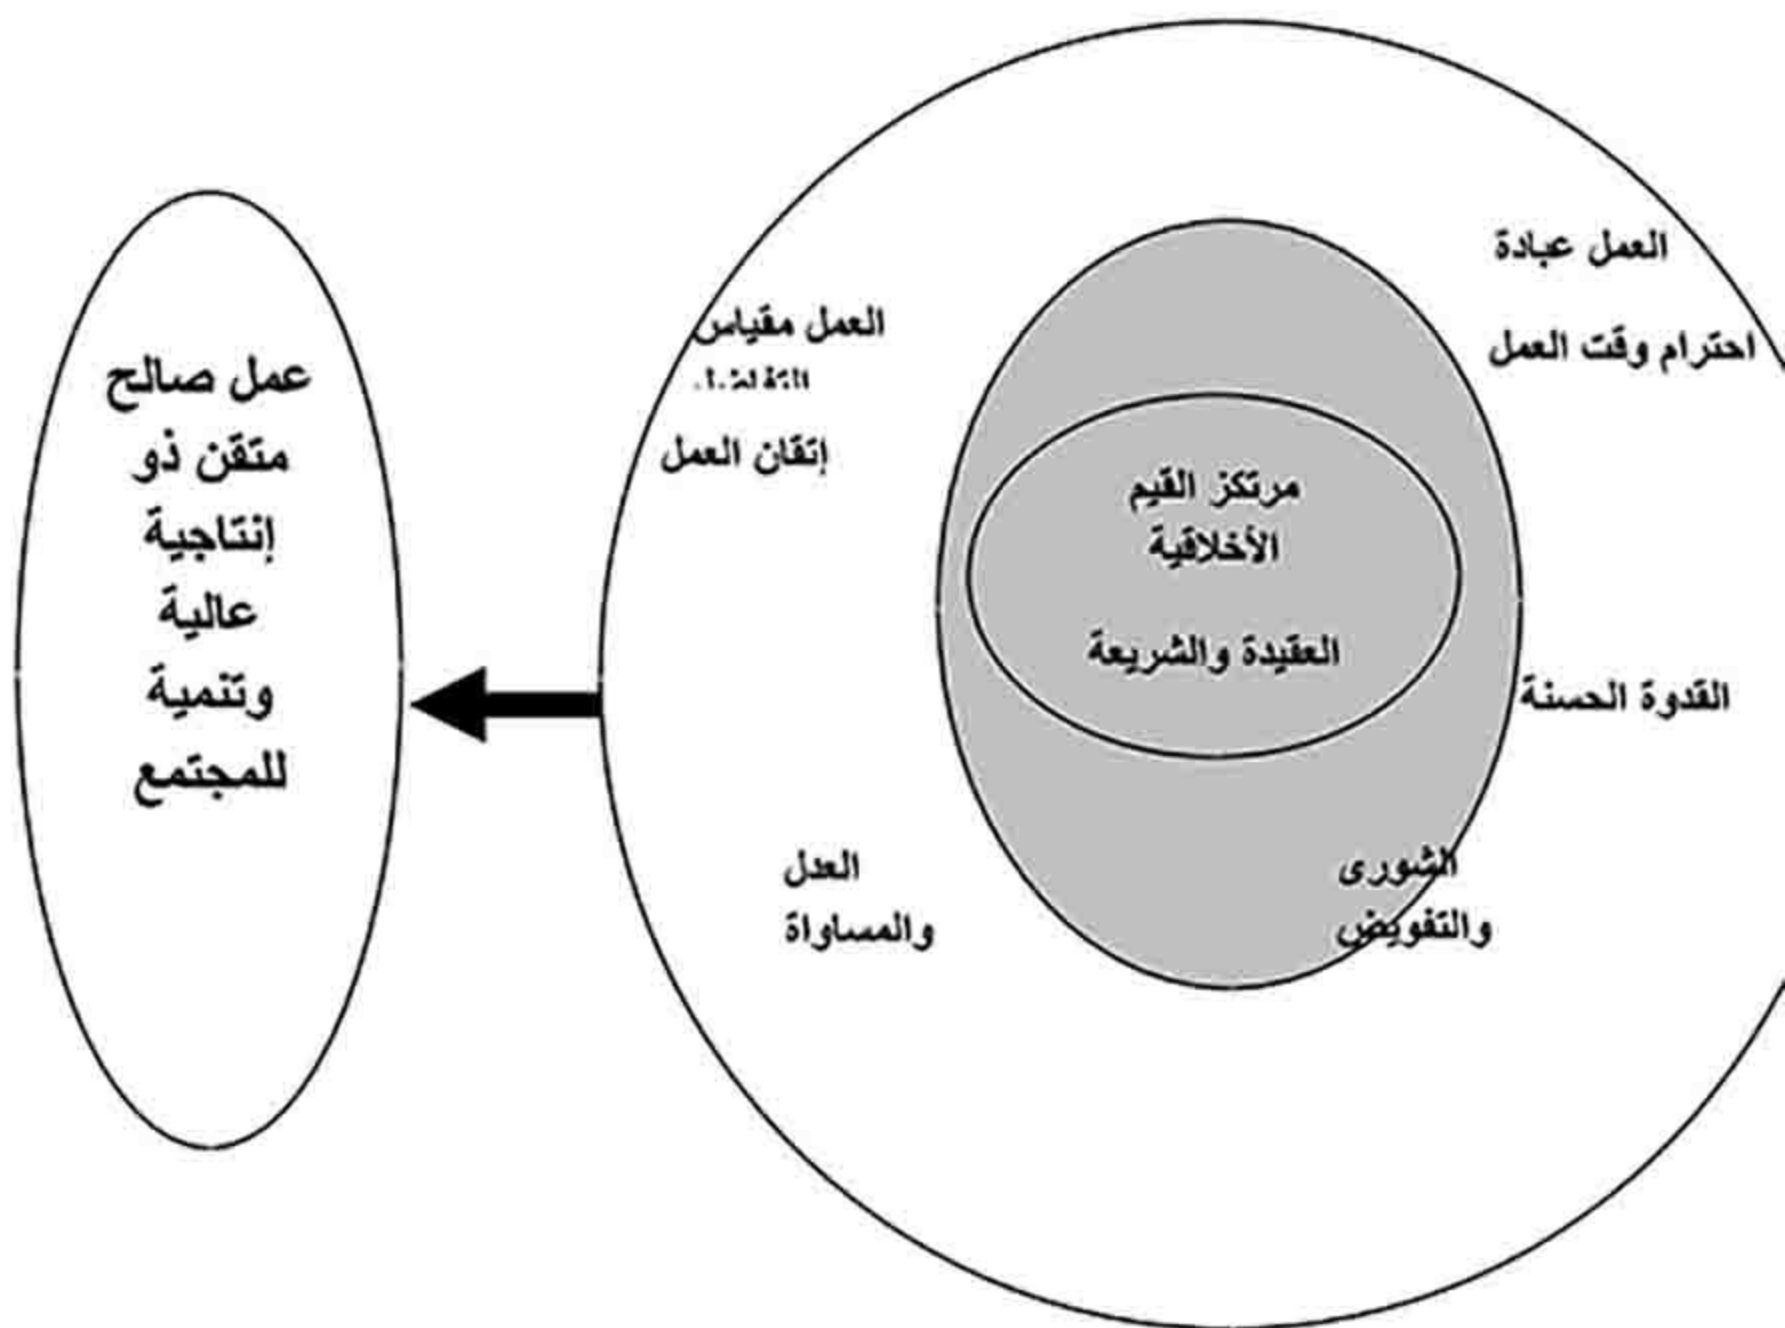 العمل عبادة
احترام وقت العمل
العمل مقياس
إتقان العمل
مرتكز القيم
الأخلاقية
العقيدة والشريعة
القدوة الحسنة
الشورى
والتفويض
العدل
والمساواة
عمل صالح
متقن ذو
إنتاجية
عالية
وتنمية
للمجتمع